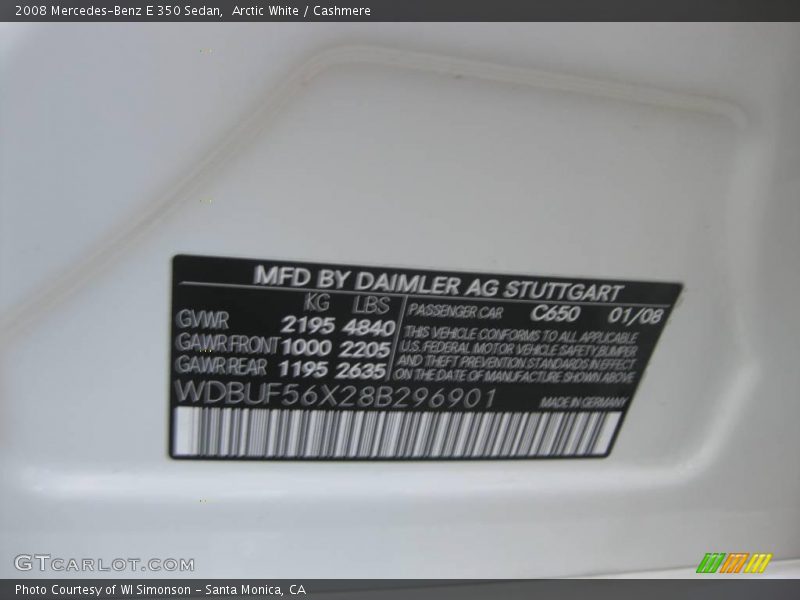 2008 Mercedes-Benz E 350 Sedan,  Arctic White / Cashmere
MFD BY DAIMLER AG STUTTGART
KG LBS
GVWR 2195 4840
GAWR FRONT 1000 2205
GAWR REAR 1195 2635
PASSENGER CAR C650 01/08
THIS VEHICLE CONFORMS TO ALL APPLICABLE
U.S. FEDERAL MOTOR VEHICLE SAFETY BUMPER
AND THEFT PREVENTION STANDARDS IN EFFECT
ON THE DATE OF MANUFACTURE SHOWN ABOVE
WDBUF56X28B296901 MADE IN GERMANY
GTCARLOT.COM
Photo Courtesy of WI Simonson - Santa Monica, CA